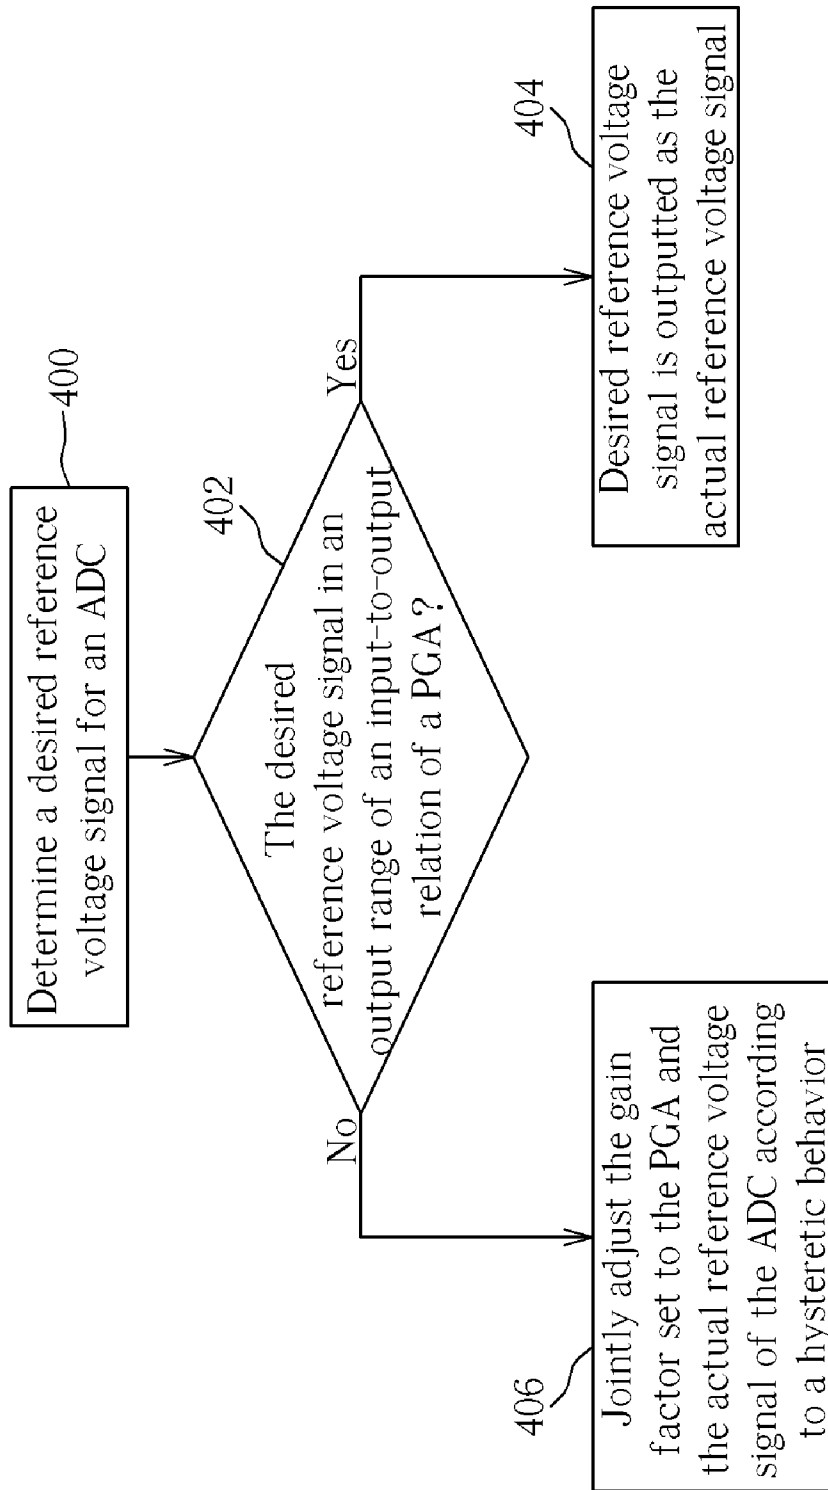 Determine a desired reference
voltage signal for an ADC
400
402
The desired
reference voltage signal in an
output range of an input-to-output
relation of a PGA?
No
Yes
406
Jointly adjust the gain
factor set to the PGA and
the actual reference voltage
signal of the ADC according
to a hysteretic behavior
404
Desired reference voltage
signal is outputted as the
actual reference voltage signal